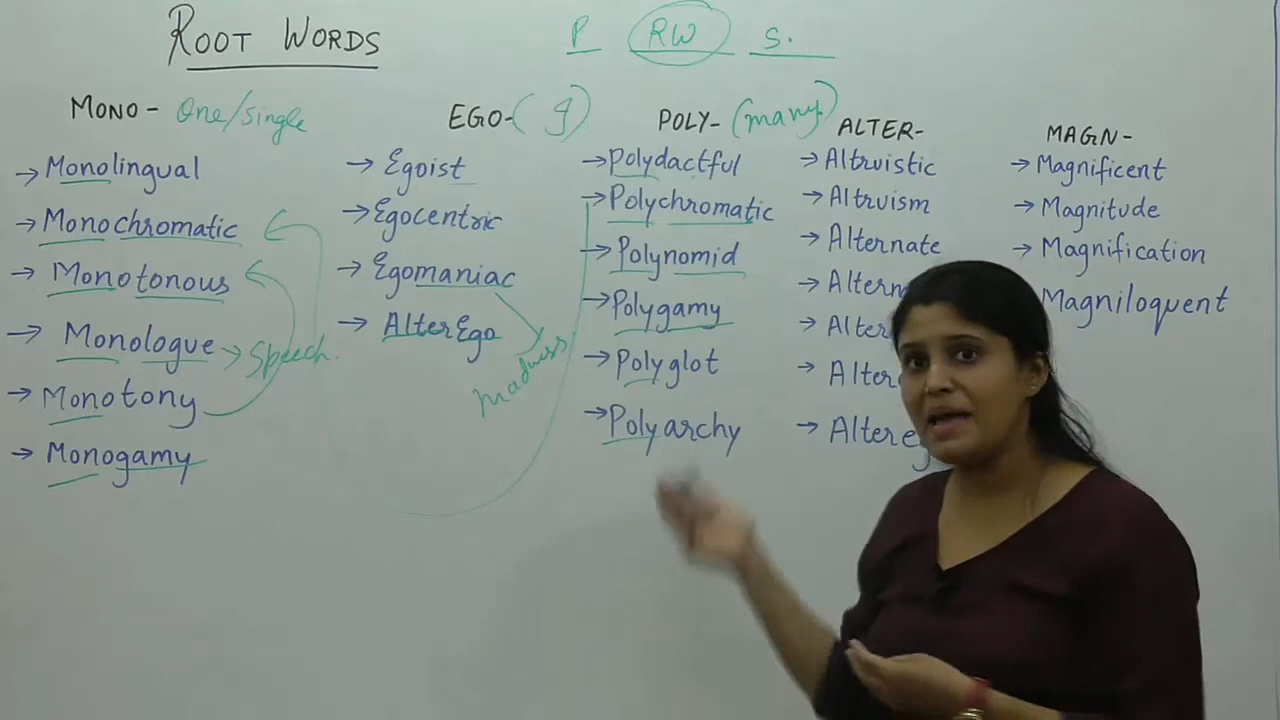 ROOT WORDS
P RW S.
MONO - One/single
→ Monolingual
→ Monochromatic
→ Monotonous
→ Monologue → Speech.
→ Monotony
→ Monogamy
EGO- (I)
→ Egoist
→ Egocentric
→ Egomaniac
Madness
→ AlterEgo
POLY- (many)
→ Polydactful
→ Polychromatic
→ Polynomid
→ Polygamy
→ Polyglot
→ Polyarchy
ALTER-
→ Altruistic
→ Altruism
→ Alternate
→
→
→
→
MAGN-
→ Magnificent
→ Magnitude
→ Magnification
Magniloquent